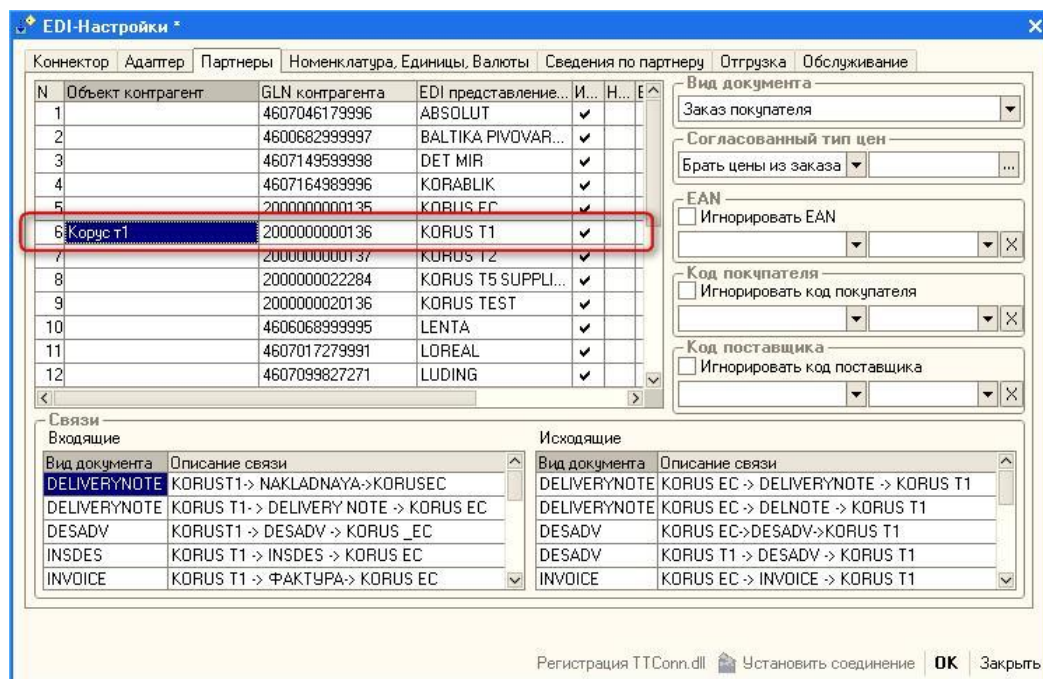 EDI-Настройки *
Коннектор Адаптер Партнеры Номенклатура, Единицы, Валюты Сведения по партнеру Отгрузка Обслуживание
N Объект контрагент GLN контрагента EDI представление... И... Н... Е
1 4607046179996 ABSOLUT
2 4600682999997 BALTIKA PIVOVAR...
3 4607149599998 DET MIR
4 4607164989996 KORABLIK
5 2000000000135 KORUS EC
6 Корус т1 2000000000136 KORUS T1
7 2000000000137 KORUS T2
8 2000000022284 KORUS T5 SUPPLI...
9 2000000020136 KORUS TEST
10 4606068999995 LENTA
11 4607017279991 LOREAL
12 4607099827271 LUDING
Вид документа
Заказ покупателя
Согласованный тип цен
Брать цены из заказа ...
EAN
Игнорировать EAN
X
Код покупателя
Игнорировать код покупателя
X
Код поставщика
Игнорировать код поставщика
X
Связи
Входящие
Вид документа Описание связи
DELIVERYNOTE KORUST1-> NAKLADNAYA->KORUSEC
DELIVERYNOTE KORUS T1-> DELIVERY NOTE -> KORUS EC
DESADV KORUST1 -> DESADV -> KORUS _EC
INSDES KORUS T1 -> INSDES -> KORUS EC
INVOICE KORUS T1 -> ФАКТУРА-> KORUS EC
Исходящие
Вид документа Описание связи
DELIVERYNOTE KORUS EC -> DELIVERYNOTE -> KORUS T1
DELIVERYNOTE KORUS EC -> DELNOTE -> KORUS T1
DESADV KORUS EC->DESADV->KORUS T1
DESADV KORUS T1 -> DESADV -> KORUS T1
INVOICE KORUS EC -> INVOICE -> KORUS T1
Регистрация TTConn.dll Установить соединение OK Закрыть